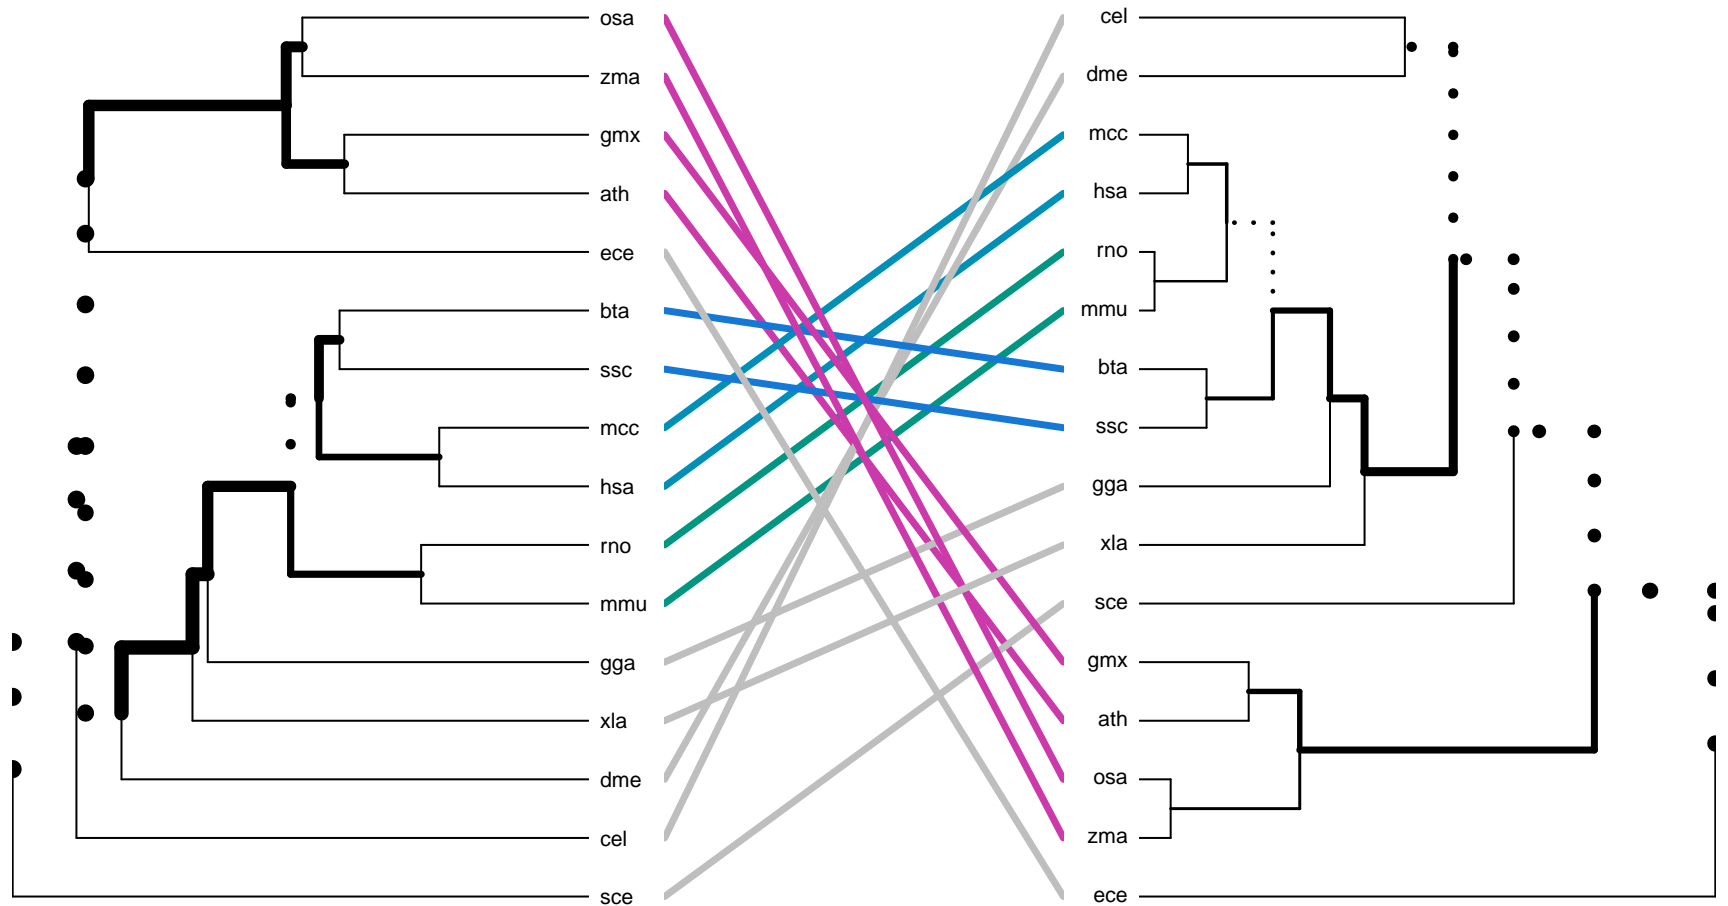 osa cel
zma dme
gmx mcc
ath hsa
ece rno
bta mmu
ssc bta
mcc ssc
hsa gga
rno xla
mmu sce
gga gmx
xla ath
dme osa
cel zma
sce ece